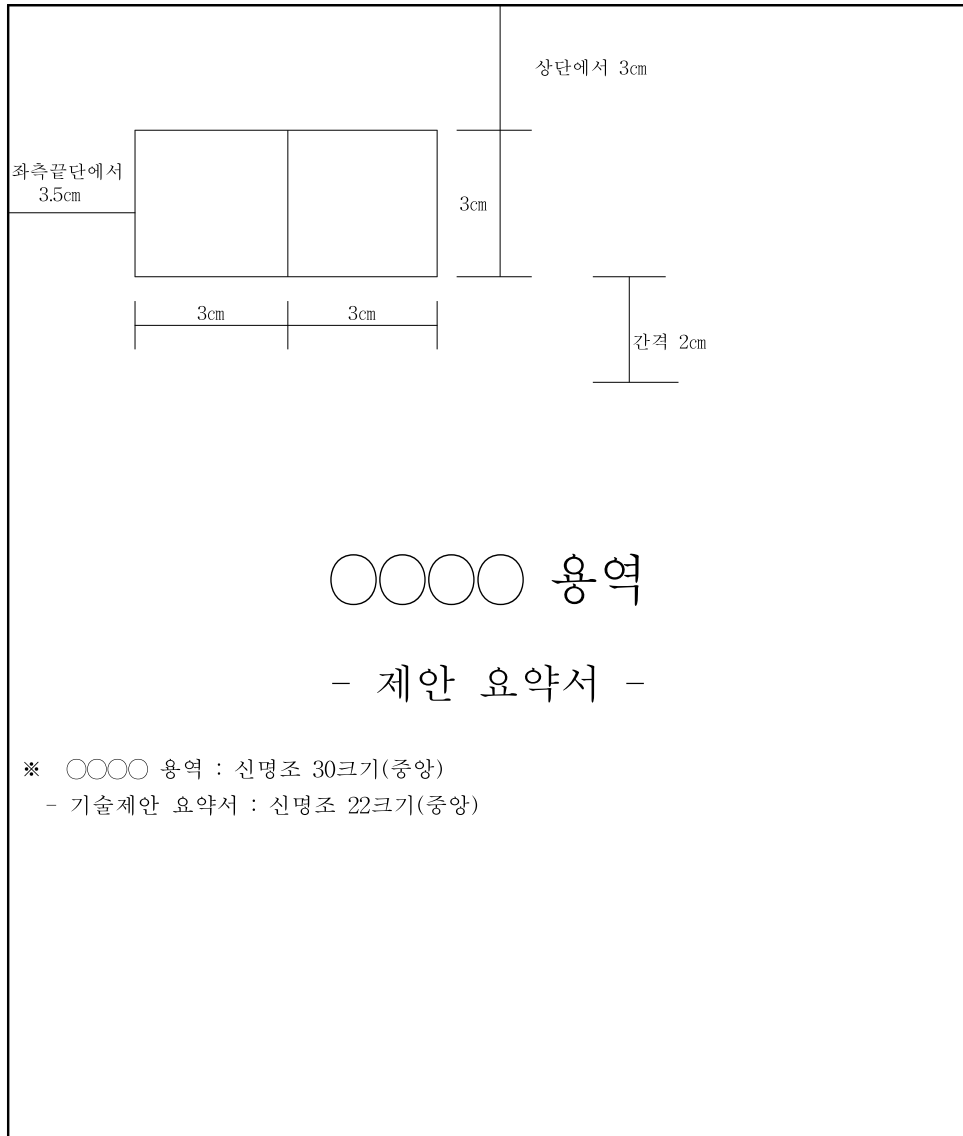 상단에서 3cm
좌측끝단에서
3.5cm
3cm
3cm
3cm
간격 2cm
○○○○ 용역
- 제안 요약서 -
※ ○○○○ 용역 : 신명조 30크기(중앙)
- 기술제안 요약서 : 신명조 22크기(중앙)